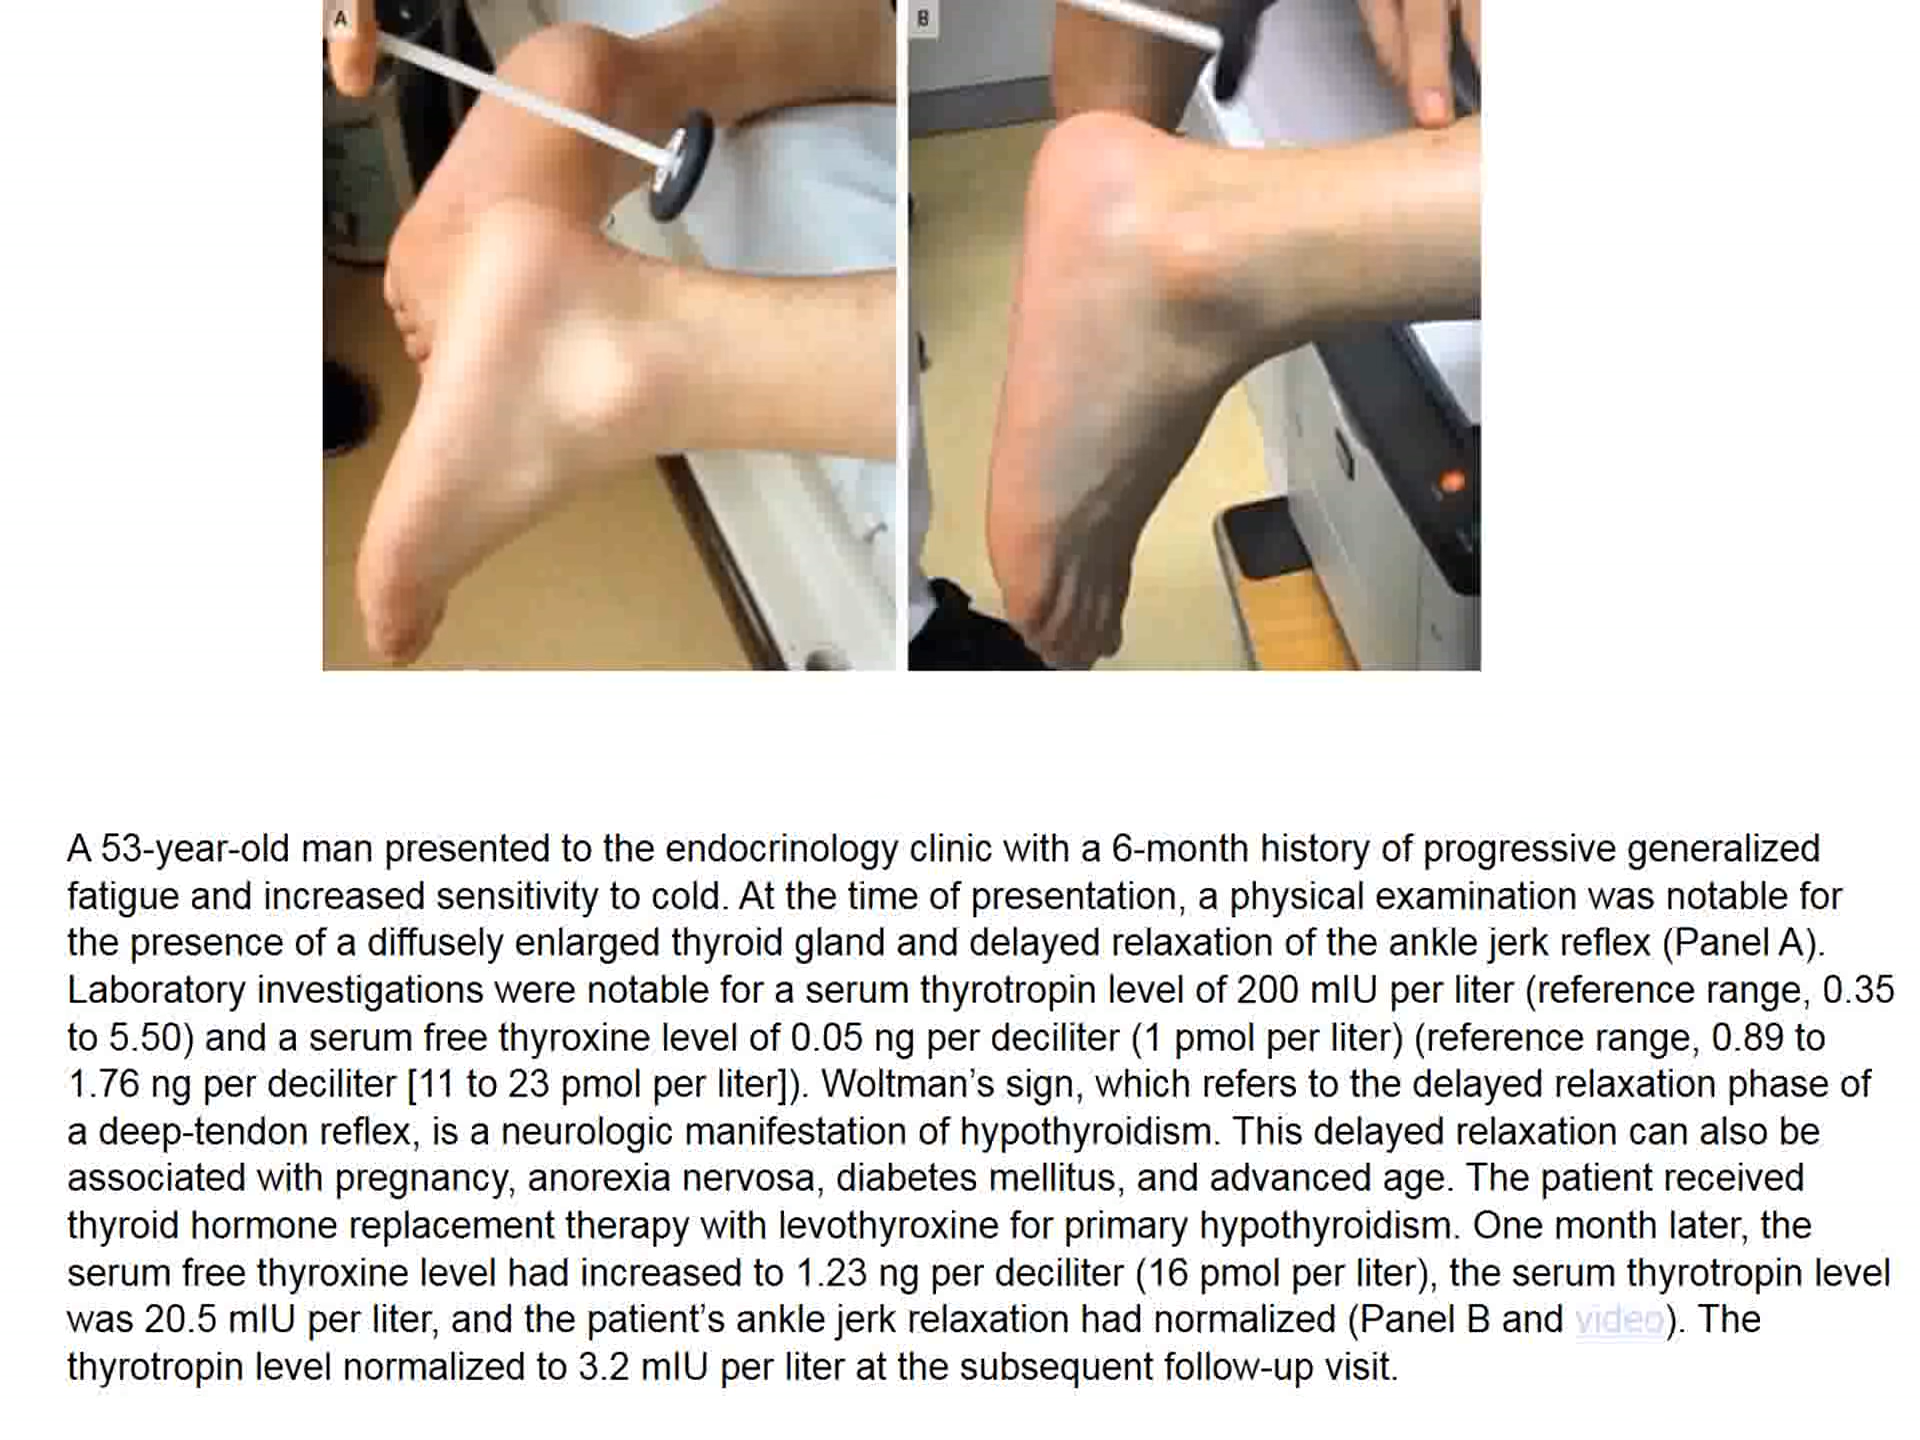 A
B
A 53-year-old man presented to the endocrinology clinic with a 6-month history of progressive generalized
fatigue and increased sensitivity to cold. At the time of presentation, a physical examination was notable for
the presence of a diffusely enlarged thyroid gland and delayed relaxation of the ankle jerk reflex (Panel A).
Laboratory investigations were notable for a serum thyrotropin level of 200 mIU per liter (reference range, 0.35
to 5.50) and a serum free thyroxine level of 0.05 ng per deciliter (1 pmol per liter) (reference range, 0.89 to
1.76 ng per deciliter [11 to 23 pmol per liter]). Woltman’s sign, which refers to the delayed relaxation phase of
a deep-tendon reflex, is a neurologic manifestation of hypothyroidism. This delayed relaxation can also be
associated with pregnancy, anorexia nervosa, diabetes mellitus, and advanced age. The patient received
thyroid hormone replacement therapy with levothyroxine for primary hypothyroidism. One month later, the
serum free thyroxine level had increased to 1.23 ng per deciliter (16 pmol per liter), the serum thyrotropin level
was 20.5 mIU per liter, and the patient’s ankle jerk relaxation had normalized (Panel B and video). The
thyrotropin level normalized to 3.2 mIU per liter at the subsequent follow-up visit.